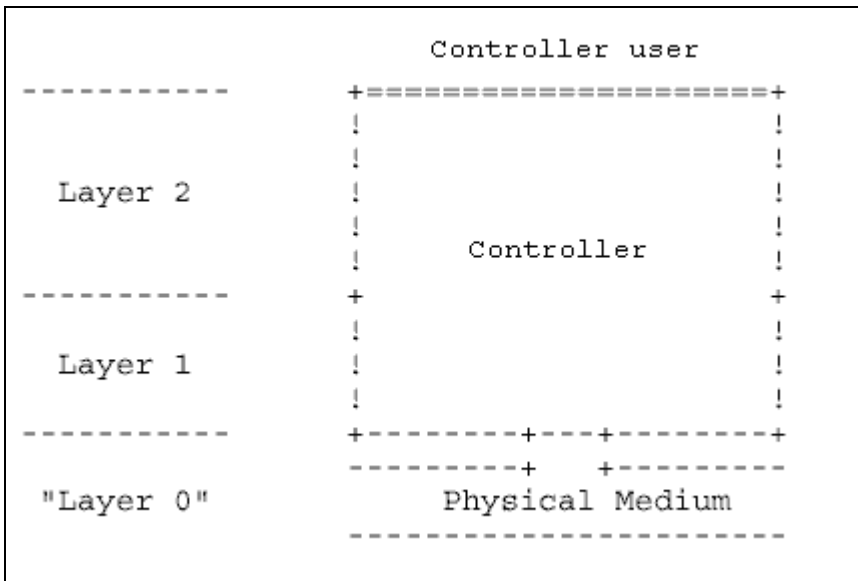 Controller user
Layer 2
Controller
Layer 1
"Layer 0"
Physical Medium